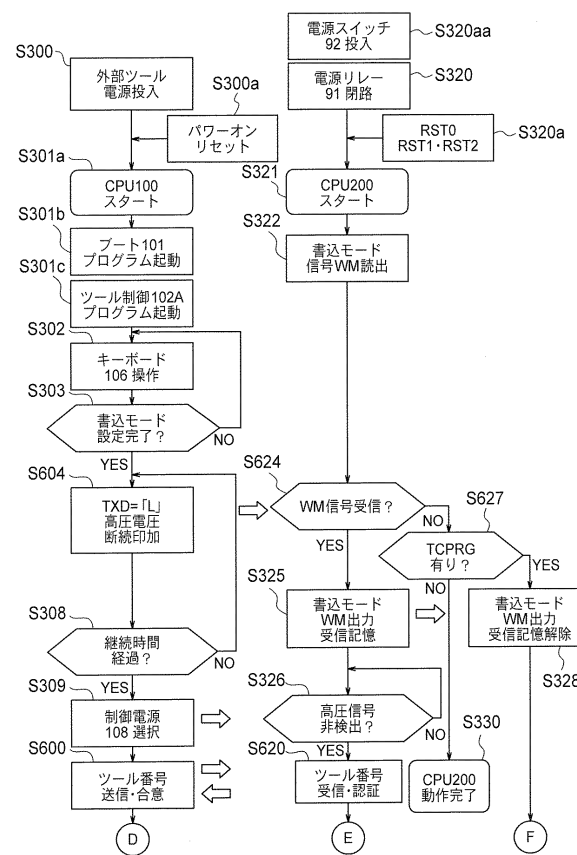 S300
外部ツール
電源投入
S300a
パワーオン
リセット
S301a
CPU100
スタート
S301b
ブート101
プログラム起動
S301c
ツール制御102A
プログラム起動
S302
キーボード
106 操作
S303
書込モード
設定完了？
NO
YES
S604
TXD=「L」
高圧電圧
断続印加
S308
継続時間
経過？
NO
YES
S309
制御電源
108 選択
S600
ツール番号
送信・合意
D
電源スイッチ
92 投入
S320aa
電源リレー
91 閉路
S320
RST0
RST1・RST2
S320a
S321
CPU200
スタート
S322
書込モード
信号WM読出
S624
WM信号受信？
NO
YES
S325
書込モード
WM出力
受信記憶
S326
高圧信号
非検出？
NO
YES
S620
ツール番号
受信・認証
E
S627
TCPRG
有り？
YES
NO
書込モード
WM出力
受信記憶解除
S328
S330
CPU200
動作完了
F